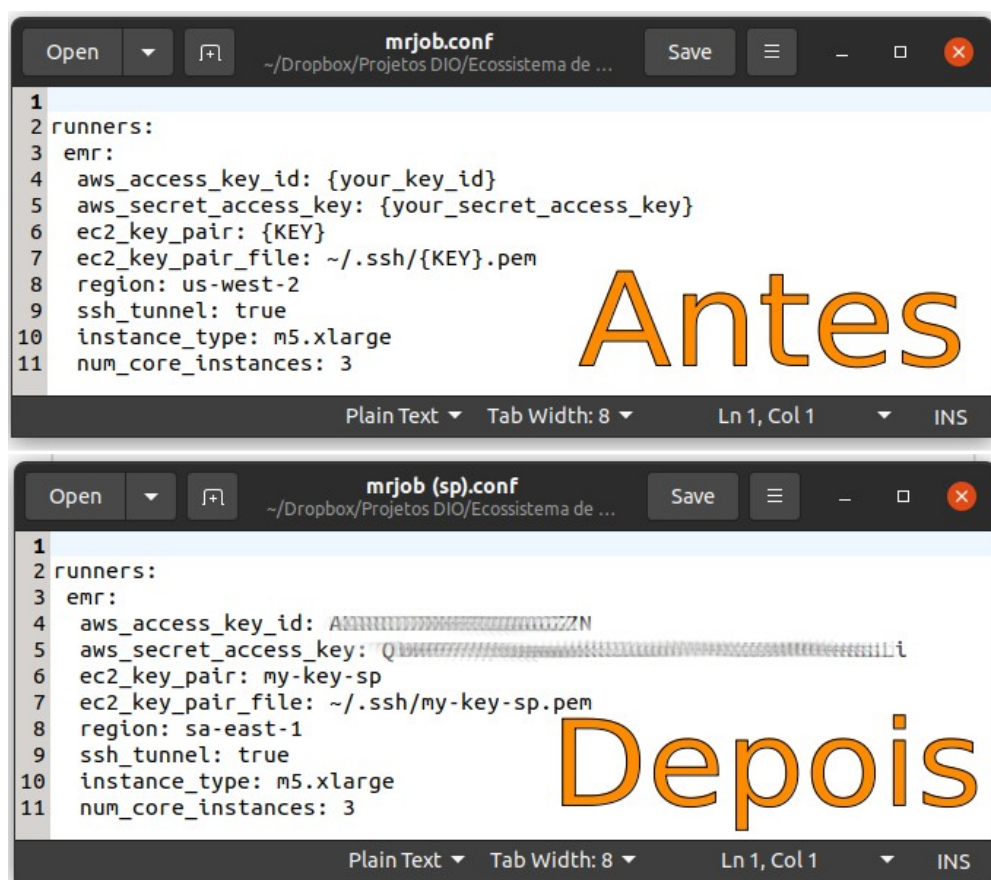 Open mrjob.conf Save
~/Dropbox/Projetos DIO/Ecossistema de ...
1
2 runners:
3 emr:
4 aws_access_key_id: {your_key_id}
5 aws_secret_access_key: {your_secret_access_key}
6 ec2_key_pair: {KEY}
7 ec2_key_pair_file: ~/.ssh/{KEY}.pem
8 region: us-west-2
9 ssh_tunnel: true
10 instance_type: m5.xlarge
11 num_core_instances: 3
Antes
Plain Text Tab Width: 8 Ln 1, Col 1 INS
Open mrjob (sp).conf Save
~/Dropbox/Projetos DIO/Ecossistema de ...
1
2 runners:
3 emr:
4 aws_access_key_id:
5 aws_secret_access_key:
6 ec2_key_pair: my-key-sp
7 ec2_key_pair_file: ~/.ssh/my-key-sp.pem
8 region: sa-east-1
9 ssh_tunnel: true
10 instance_type: m5.xlarge
11 num_core_instances: 3
Depois
Plain Text Tab Width: 8 Ln 1, Col 1 INS